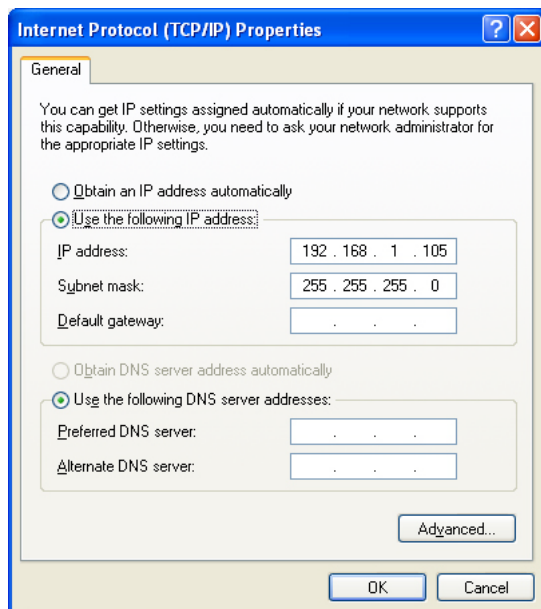 Internet Protocol (TCP/IP) Properties
General
You can get IP settings assigned automatically if your network supports
this capability. Otherwise, you need to ask your network administrator for
the appropriate IP settings.
Obtain an IP address automatically
Use the following IP address:
IP address: 192 . 168 . 1 . 105
Subnet mask: 255 . 255 . 255 . 0
Default gateway: . . .
Obtain DNS server address automatically
Use the following DNS server addresses:
Preferred DNS server: . . .
Alternate DNS server: . . .
Advanced...
OK Cancel